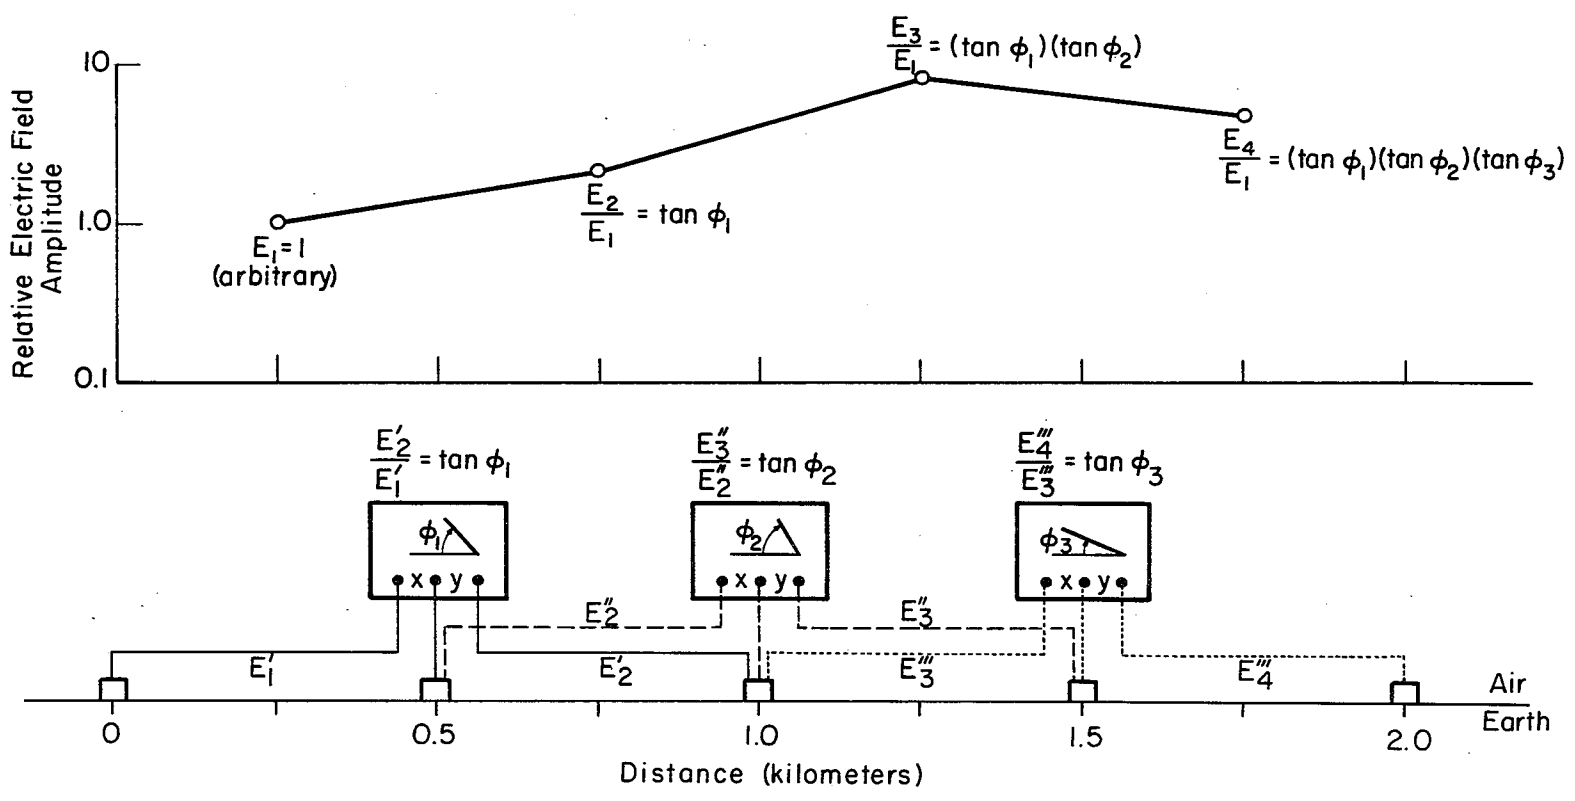 Relative Electric Field
Amplitude
10
1.0
0.1
E₁=1
(arbitrary)
E₂/E₁ = tan ϕ₁
E₃/E₁ = (tan ϕ₁)(tan ϕ₂)
E₄/E₁ = (tan ϕ₁)(tan ϕ₂)(tan ϕ₃)
E′₂/E′₁ = tan ϕ₁
E″₃/E″₂ = tan ϕ₂
E‴₄/E‴₃ = tan ϕ₃
ϕ₁
x y
ϕ₂
x y
ϕ₃
x y
E″₂
E″₃
E′₁
E′₂
E‴₃
E‴₄
Air
Earth
0 0.5 1.0 1.5 2.0
Distance (kilometers)